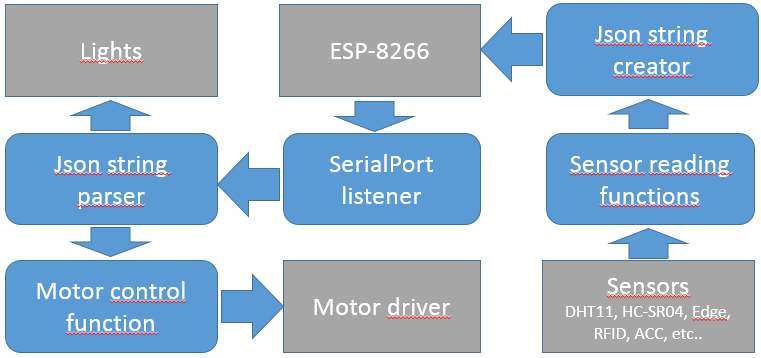 Lights
ESP-8266
Json string
creator
Json string
parser
SerialPort
listener
Sensor reading
functions
Motor control
function
Motor driver
Sensors
DHT11, HC-SR04, Edge,
RFID, ACC, etc..